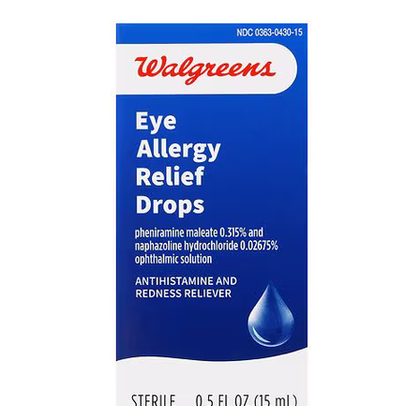 NDC 0363-0430-15
Walgreens
Eye
Allergy
Relief
Drops
pheniramine maleate 0.315% and
naphazoline hydrochloride 0.02675%
ophthalmic solution
ANTIHISTAMINE AND
REDNESS RELIEVER
STERILE 0.5 FL OZ (15 mL)